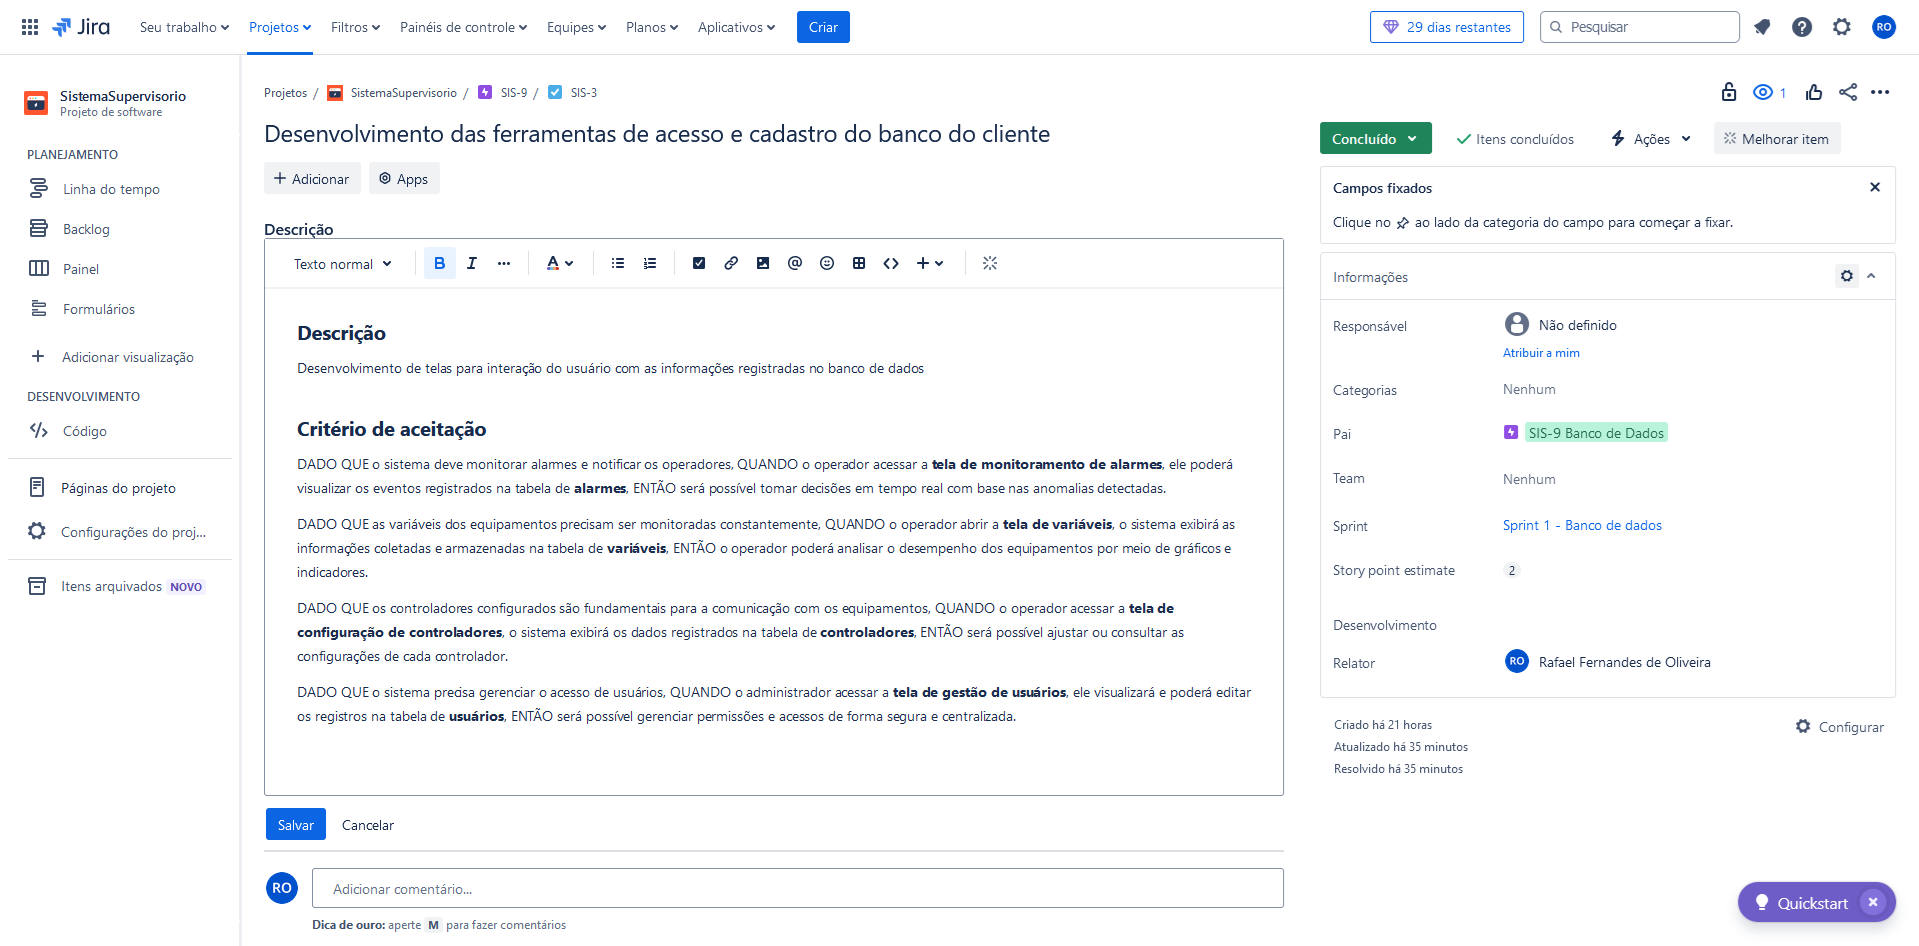 Jira
Seu trabalho
Projetos
Filtros
Painéis de controle
Equipes
Planos
Aplicativos
Criar
29 dias restantes
Pesquisar
RO
SistemaSupervisorio
Projeto de software
PLANEJAMENTO
Linha do tempo
Backlog
Painel
Formulários
Adicionar visualização
DESENVOLVIMENTO
Código
Páginas do projeto
Configurações do proj...
Itens arquivados NOVO
Projetos / SistemaSupervisorio / SIS-9 / SIS-3
1
Desenvolvimento das ferramentas de acesso e cadastro do banco do cliente
Adicionar
Apps
Descrição
Texto normal
B I A @
Descrição
Desenvolvimento de telas para interação do usuário com as informações registradas no banco de dados
Critério de aceitação
DADO QUE o sistema deve monitorar alarmes e notificar os operadores, QUANDO o operador acessar a tela de monitoramento de alarmes, ele poderá
visualizar os eventos registrados na tabela de alarmes, ENTÃO será possível tomar decisões em tempo real com base nas anomalias detectadas.
DADO QUE as variáveis dos equipamentos precisam ser monitoradas constantemente, QUANDO o operador abrir a tela de variáveis, o sistema exibirá as
informações coletadas e armazenadas na tabela de variáveis, ENTÃO o operador poderá analisar o desempenho dos equipamentos por meio de gráficos e
indicadores.
DADO QUE os controladores configurados são fundamentais para a comunicação com os equipamentos, QUANDO o operador acessar a tela de
configuração de controladores, o sistema exibirá os dados registrados na tabela de controladores, ENTÃO será possível ajustar ou consultar as
configurações de cada controlador.
DADO QUE o sistema precisa gerenciar o acesso de usuários, QUANDO o administrador acessar a tela de gestão de usuários, ele visualizará e poderá editar
os registros na tabela de usuários, ENTÃO será possível gerenciar permissões e acessos de forma segura e centralizada.
Salvar
Cancelar
RO
Adicionar comentário...
Dica de ouro: aperte M para fazer comentários
Concluído
Itens concluídos
Ações
Melhorar item
Campos fixados
Clique no ao lado da categoria do campo para começar a fixar.
Informações
Responsável
Não definido
Atribuir a mim
Categorias
Nenhum
Pai
SIS-9 Banco de Dados
Team
Nenhum
Sprint
Sprint 1 - Banco de dados
Story point estimate
2
Desenvolvimento
Relator
RO Rafael Fernandes de Oliveira
Criado há 21 horas
Atualizado há 35 minutos
Resolvido há 35 minutos
Configurar
Quickstart